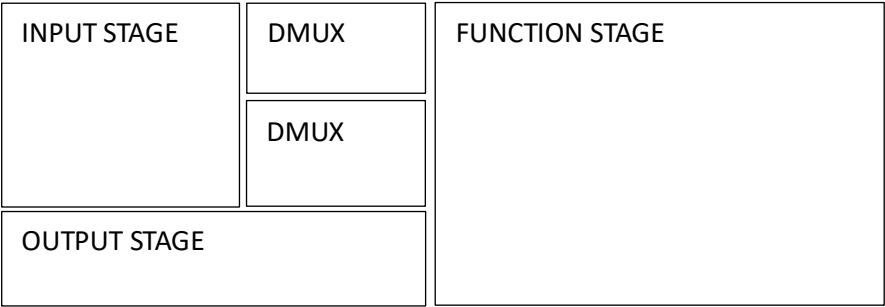 INPUT STAGE
DMUX
FUNCTION STAGE
DMUX
OUTPUT STAGE